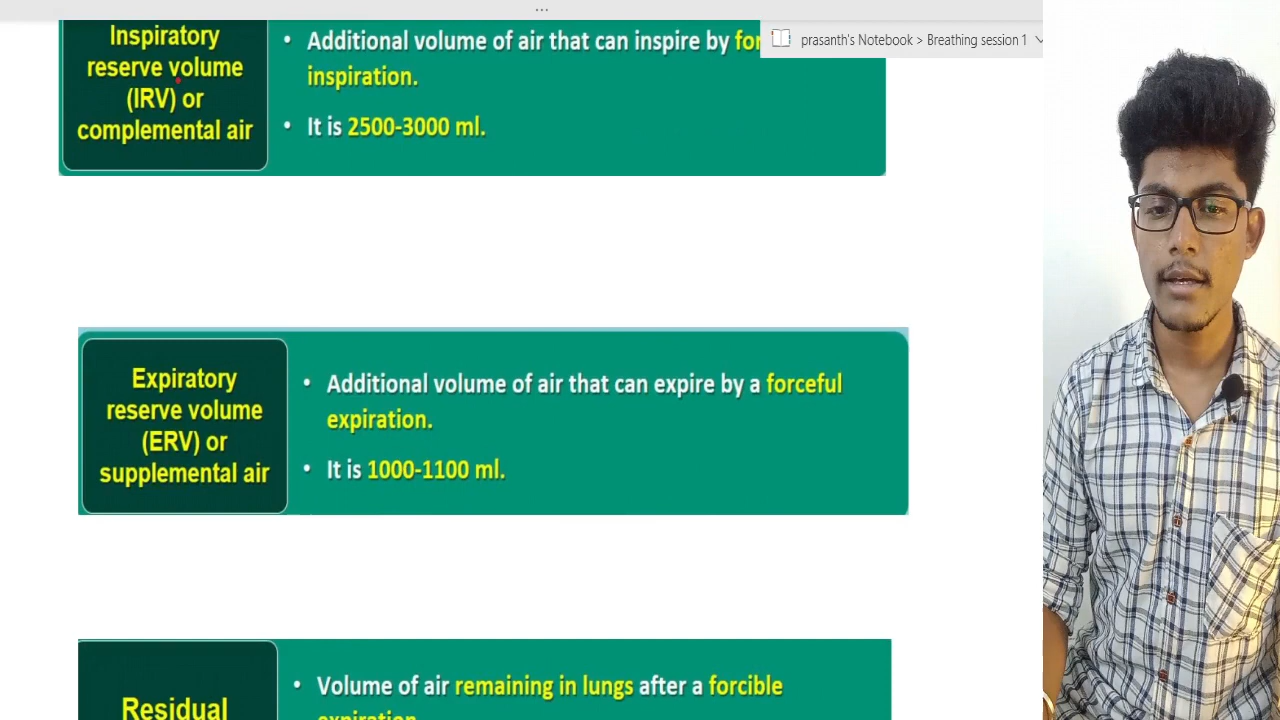 ...
prasanth's Notebook > Breathing session 1
Inspiratory
reserve volume
(IRV) or
complemental air
• Additional volume of air that can inspire by
inspiration.
• It is 2500-3000 ml.
Expiratory
reserve volume
(ERV) or
supplemental air
• Additional volume of air that can expire by a forceful
expiration.
• It is 1000-1100 ml.
Residual
• Volume of air remaining in lungs after a forcible
expiration